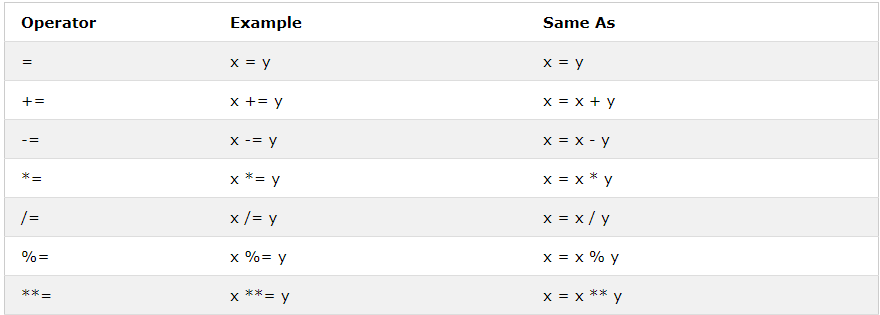 Operator Example Same As
= x = y x = y
+= x += y x = x + y
-= x -= y x = x - y
*= x *= y x = x * y
/= x /= y x = x / y
%= x %= y x = x % y
**= x **= y x = x ** y